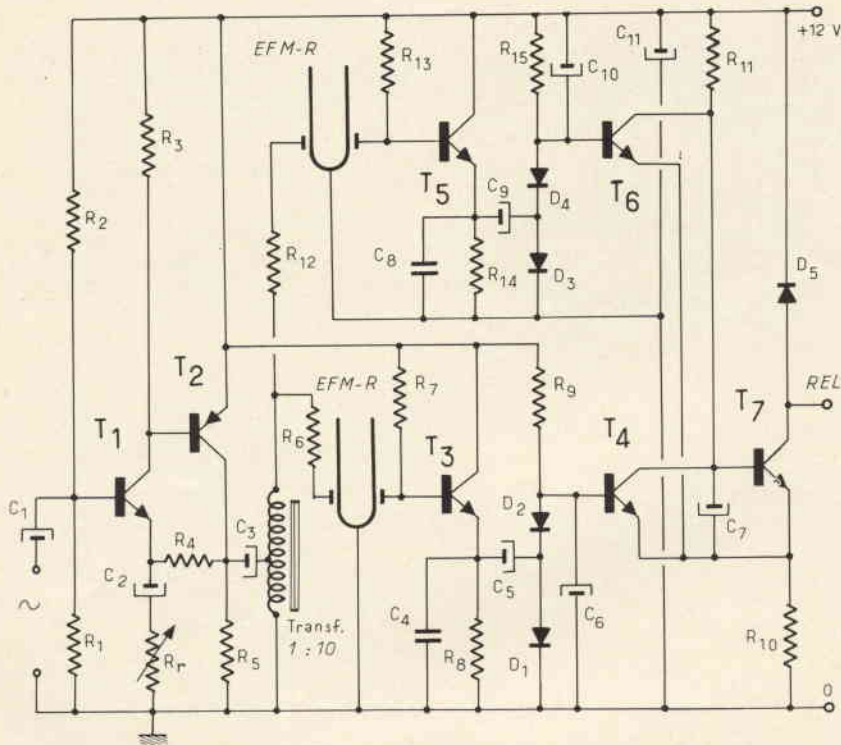 +12 V
EFM-R
R13
R15
C10
C11
R11
R3
R2
T5
T6
C9
D4
D3
C8
R14
R12
D5
T2
EFM-R
R7
R9
REL
T1
R6
T3
T4
T7
C1
D2
R4
C3
C5
C7
C2
C4
C6
~
R1
Rr
R5
Transf.
1 : 10
R8
D1
R10
0